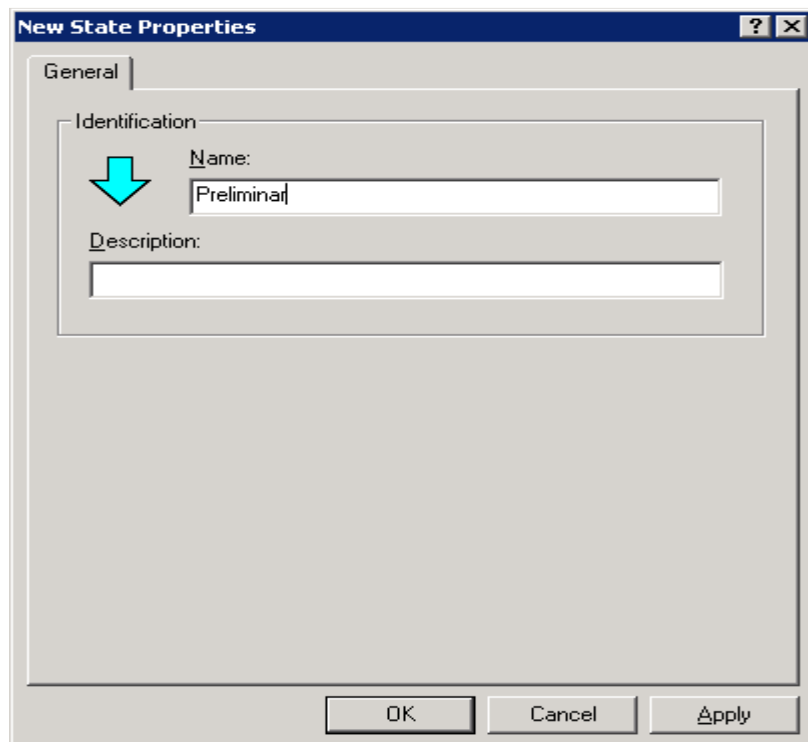 New State Properties
General
Identification
Name:
Preliminar
Description:
OK
Cancel
Apply